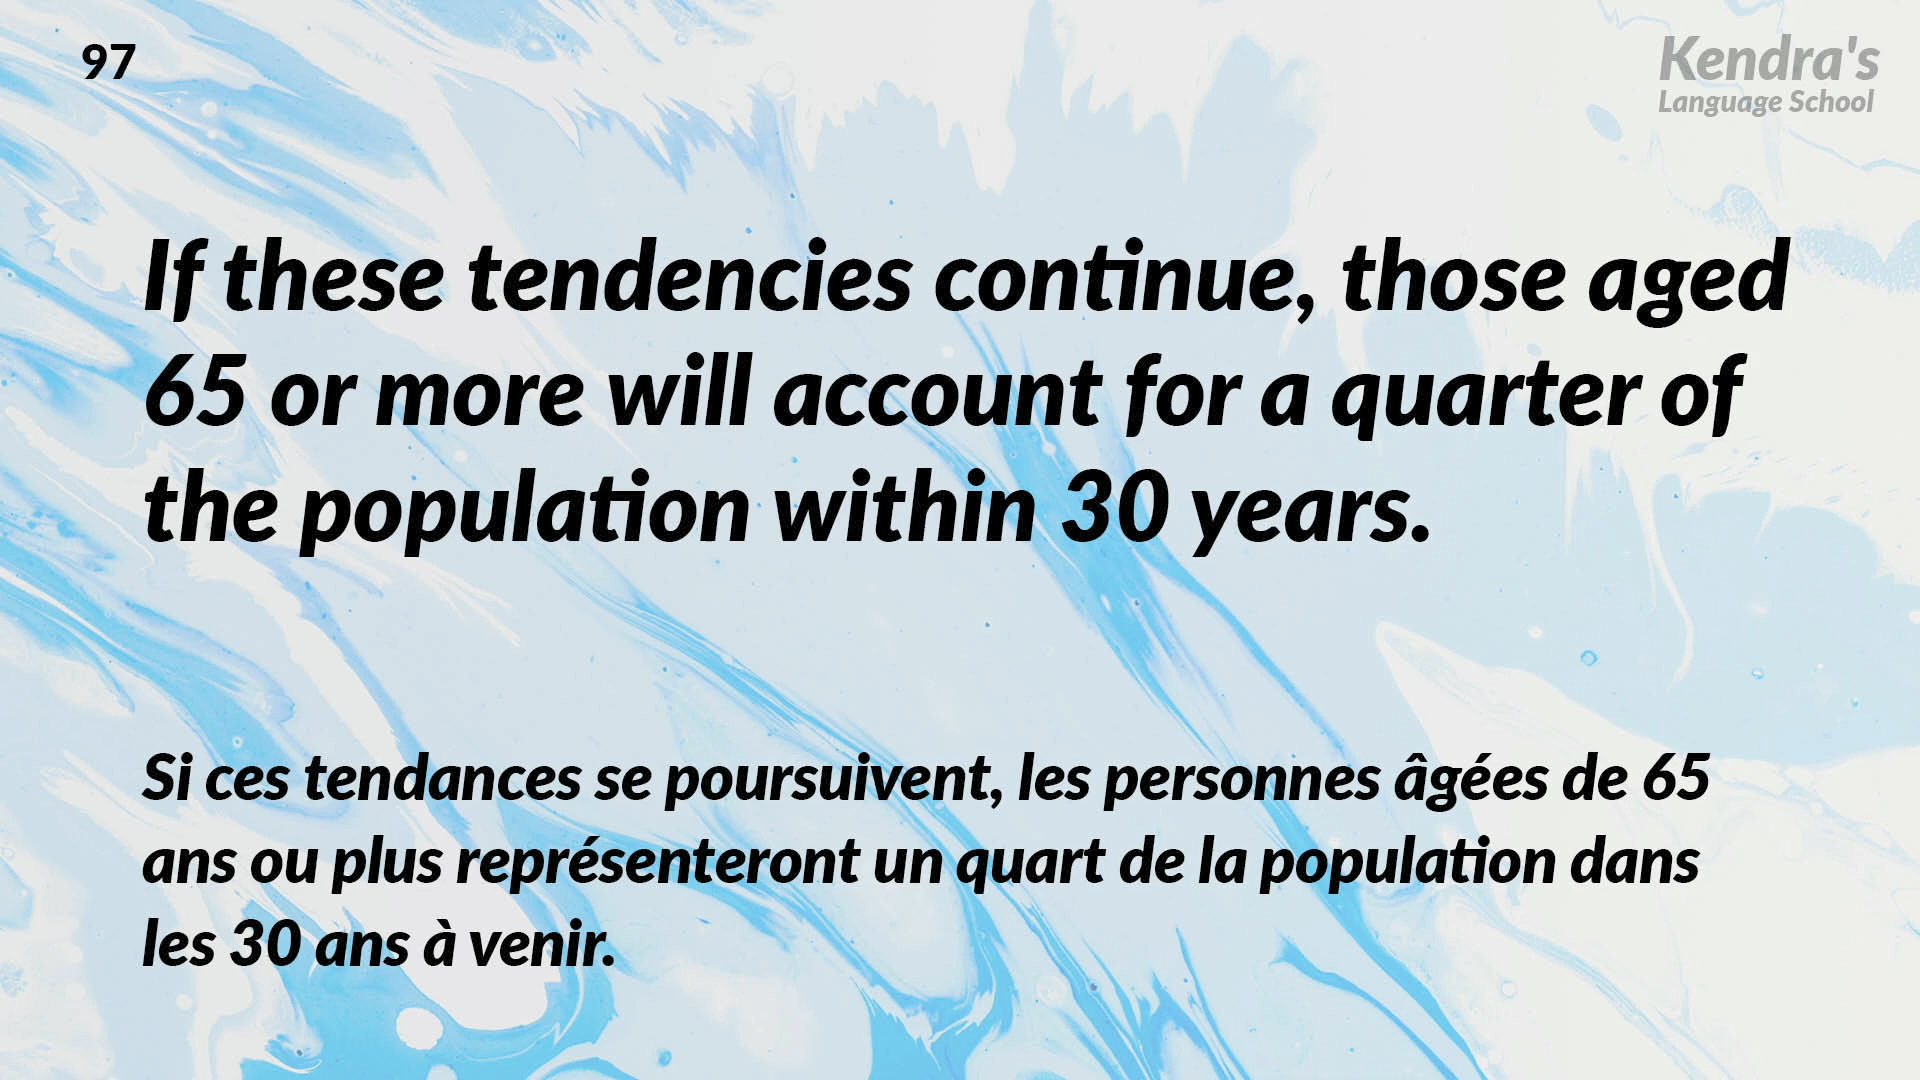 97
Kendra's
Language School
If these tendencies continue, those aged
65 or more will account for a quarter of
the population within 30 years.
Si ces tendances se poursuivent, les personnes âgées de 65
ans ou plus représenteront un quart de la population dans
les 30 ans à venir.